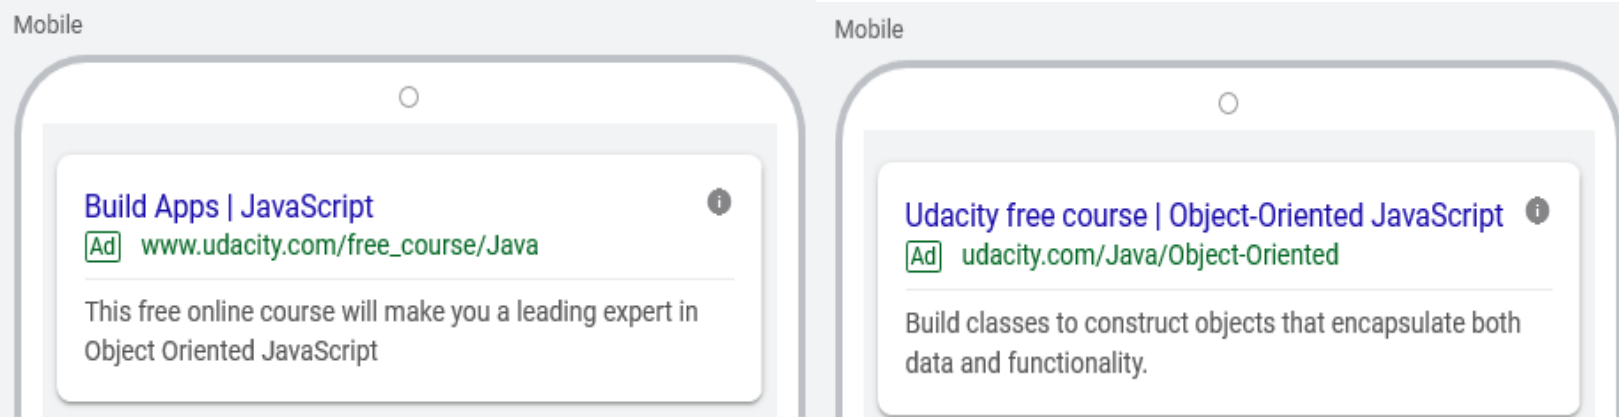 Mobile
Build Apps | JavaScript
Ad www.udacity.com/free_course/Java
This free online course will make you a leading expert in
Object Oriented JavaScript
Mobile
Udacity free course | Object-Oriented JavaScript
Ad udacity.com/Java/Object-Oriented
Build classes to construct objects that encapsulate both
data and functionality.